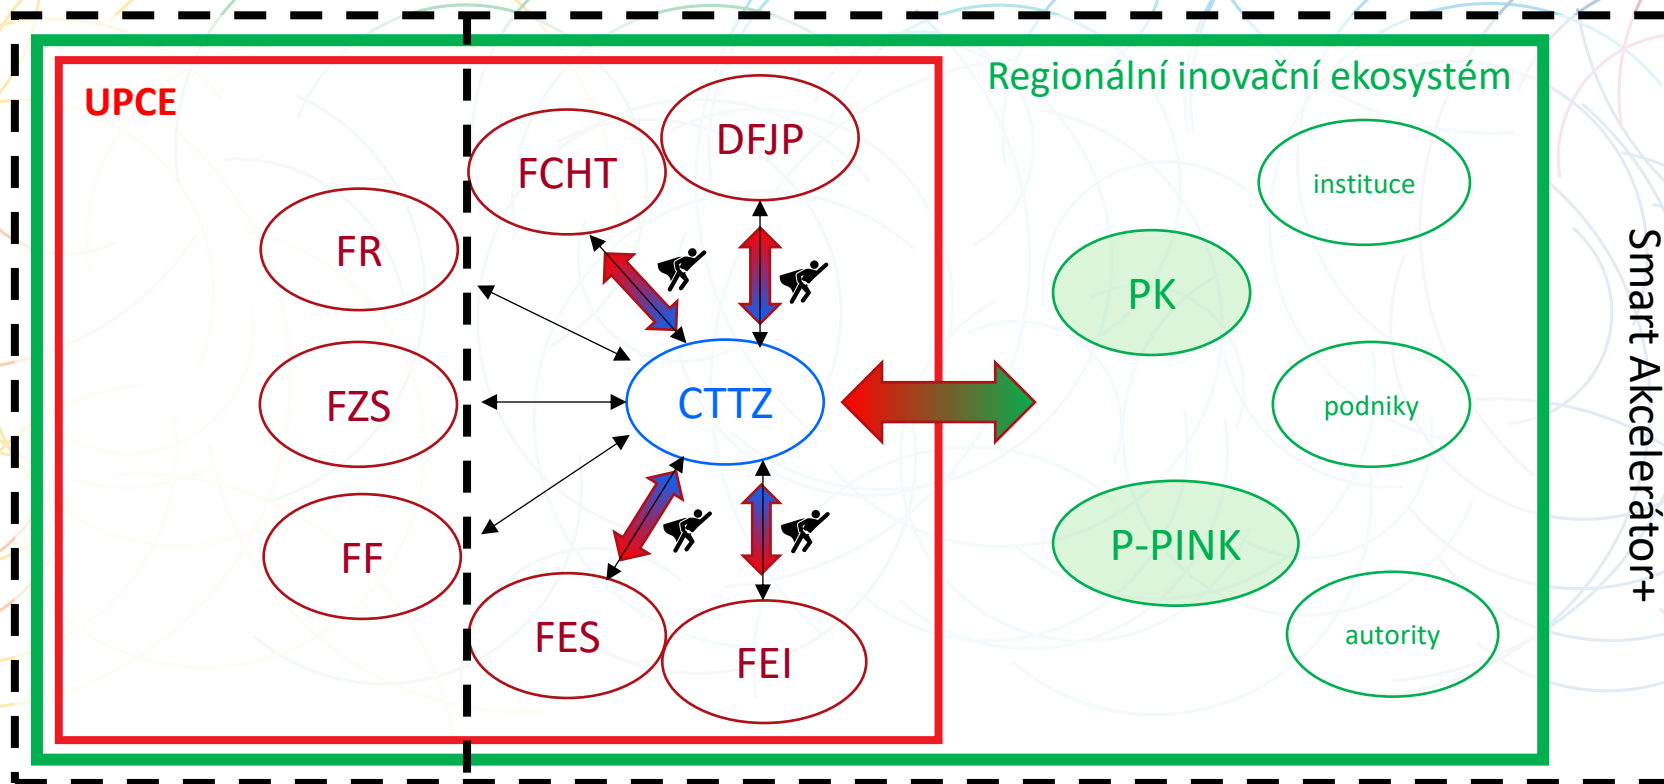 UPCE
Regionální inovační ekosystém
DFJP
FCHT
FR
FZS
FF
CTTZ
FES
FEI
instituce
PK
podniky
P-PINK
autority
Smart Akcelerátor+